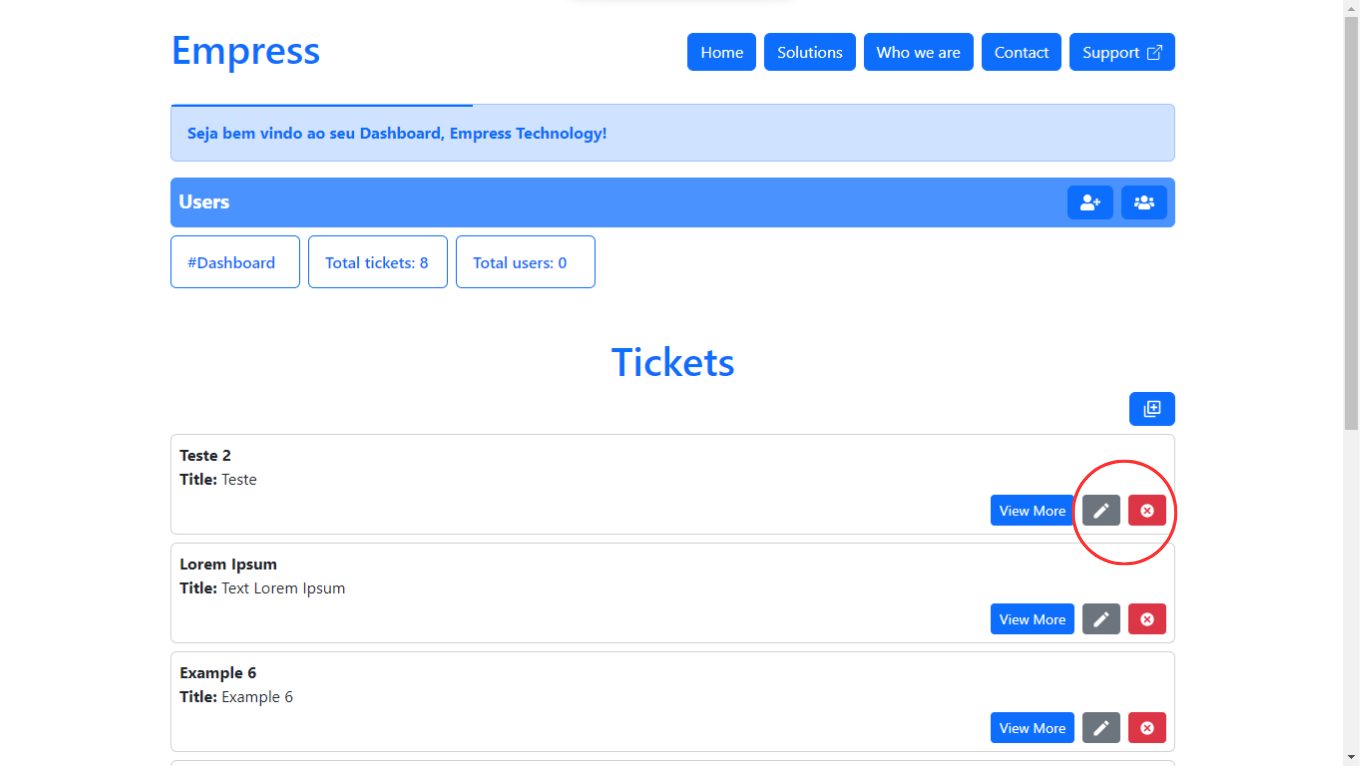 Empress
Home Solutions Who we are Contact Support
Seja bem vindo ao seu Dashboard, Empress Technology!
Users
#Dashboard Total tickets: 8 Total users: 0
Tickets
Teste 2
Title: Teste
View More
Lorem Ipsum
Title: Text Lorem Ipsum
View More
Example 6
Title: Example 6
View More